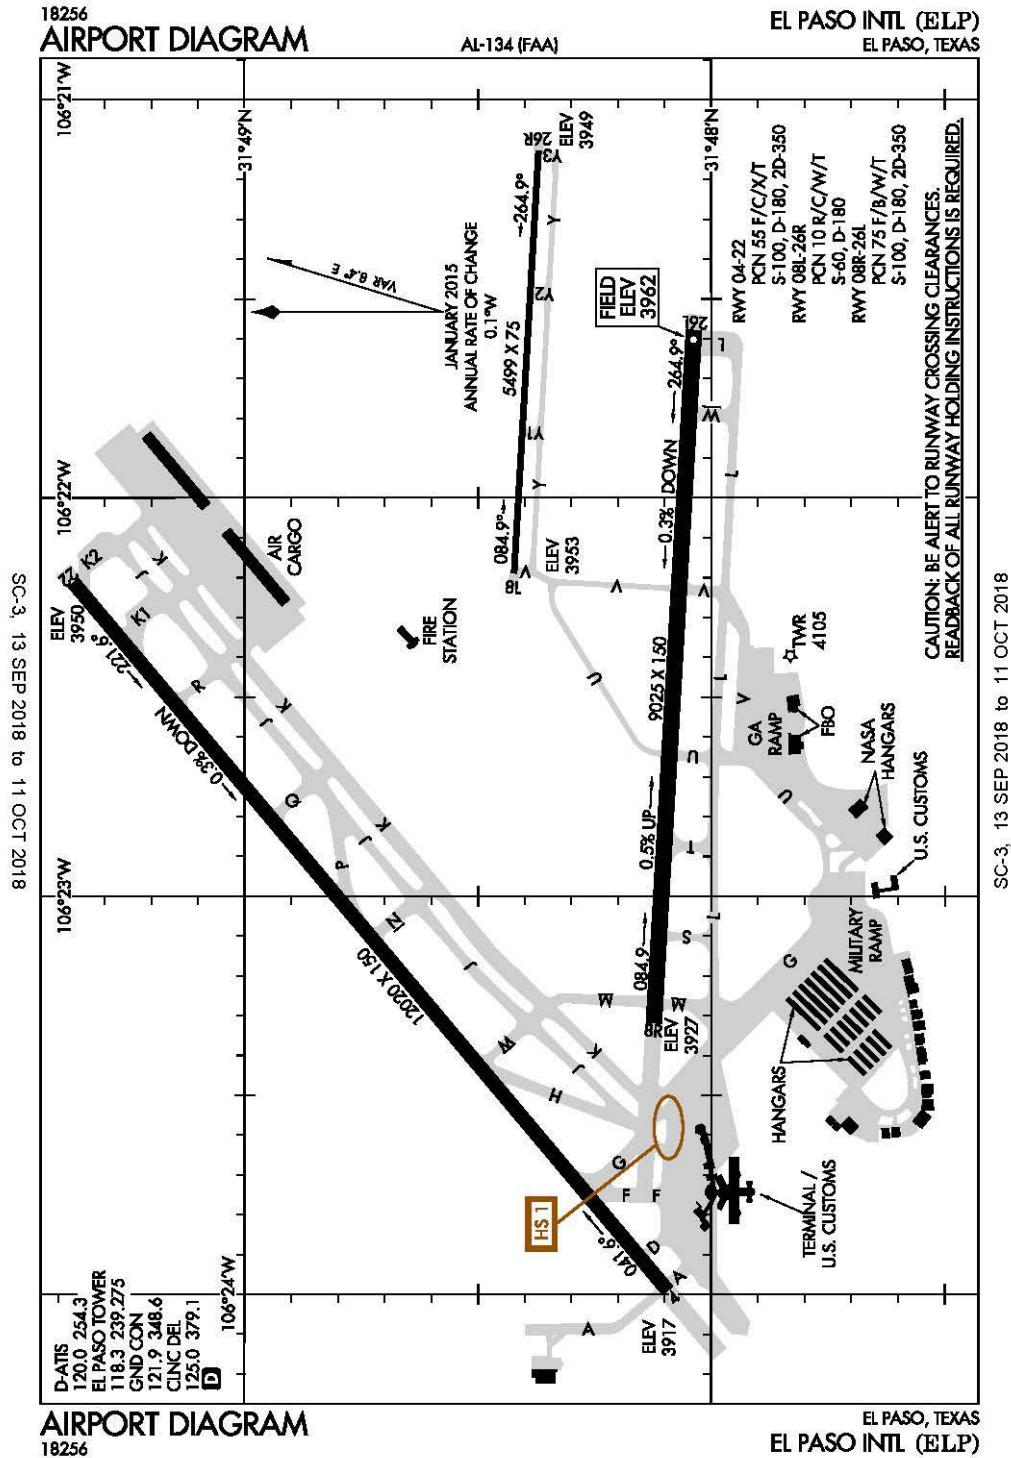 18256
AIRPORT DIAGRAM
AL-134 (FAA)
EL PASO INTL (ELP)
EL PASO, TEXAS
106°21'W
31°49'N
31°48'N
26R
ELEV
3949
Y3
264.9°
Y
VAR 8.4° E
JANUARY 2015
ANNUAL RATE OF CHANGE
0.1°W
Y2
5499 X 75
FIELD
ELEV
3962
26L
L
264.9°
RWY 04-22
PCN 55 F/C/X/T
S-100, D-180, 2D-350
RWY 08L-26R
PCN 10 R/C/W/T
S-60, D-180
RWY 08R-26L
PCN 75 F/B/W/T
S-100, D-180, 2D-350
CAUTION: BE ALERT TO RUNWAY CROSSING CLEARANCES.
READBACK OF ALL RUNWAY HOLDING INSTRUCTIONS IS REQUIRED.
Y1
W
0.3% DOWN
L
106°22'W
Y
084.9°
8L
V
ELEV
3953
AIR
CARGO
22
K2
K
J
K1
ELEV
3950
221.6°
V
V
FIRE
STATION
TWR
4105
R
0.3% DOWN
K
J
U
9025 X 150
L
V
GA
RAMP
FBO
U
U
NASA
HANGARS
U.S. CUSTOMS
Q
K
J
P
0.5% UP
T
106°23'W
N
J
12020 X 150
084.9
S
L
G
MILITARY
RAMP
M
M
8R
ELEV
3927
W
K
J
H
HANGARS
G
F
F
HS 1
041.6°
D
A
4
TERMINAL/
U.S. CUSTOMS
106°24'W
A
ELEV
3917
D-ATIS
120.0 254.3
EL PASO TOWER
118.3 239.275
GND CON
121.9 348.6
CLNC DEL
125.0 379.1
D
SC-3, 13 SEP 2018 to 11 OCT 2018
SC-3, 13 SEP 2018 to 11 OCT 2018
AIRPORT DIAGRAM
18256
EL PASO, TEXAS
EL PASO INTL (ELP)